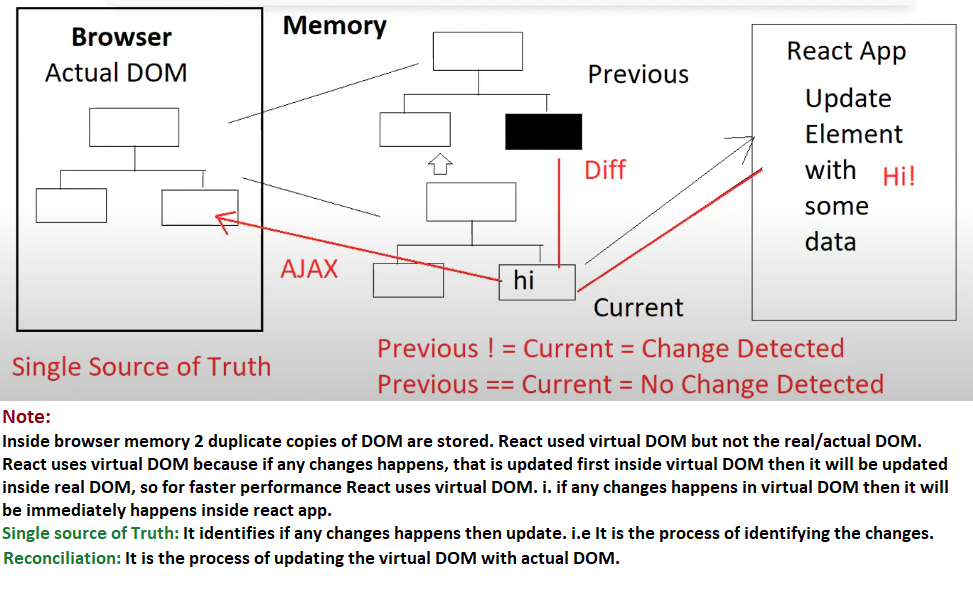 Browser
Actual DOM
Memory
Previous
React App
Update
Element
with
some
data
Hi!
Diff
AJAX
hi
Current
Single Source of Truth
Previous ! = Current = Change Detected
Previous == Current = No Change Detected
Note:
Inside browser memory 2 duplicate copies of DOM are stored. React used virtual DOM but not the real/actual DOM.
React uses virtual DOM because if any changes happens, that is updated first inside virtual DOM then it will be updated
inside real DOM, so for faster performance React uses virtual DOM. i. if any changes happens in virtual DOM then it will
be immediately happens inside react app.
Single source of Truth: It identifies if any changes happens then update. i.e It is the process of identifying the changes.
Reconciliation: It is the process of updating the virtual DOM with actual DOM.